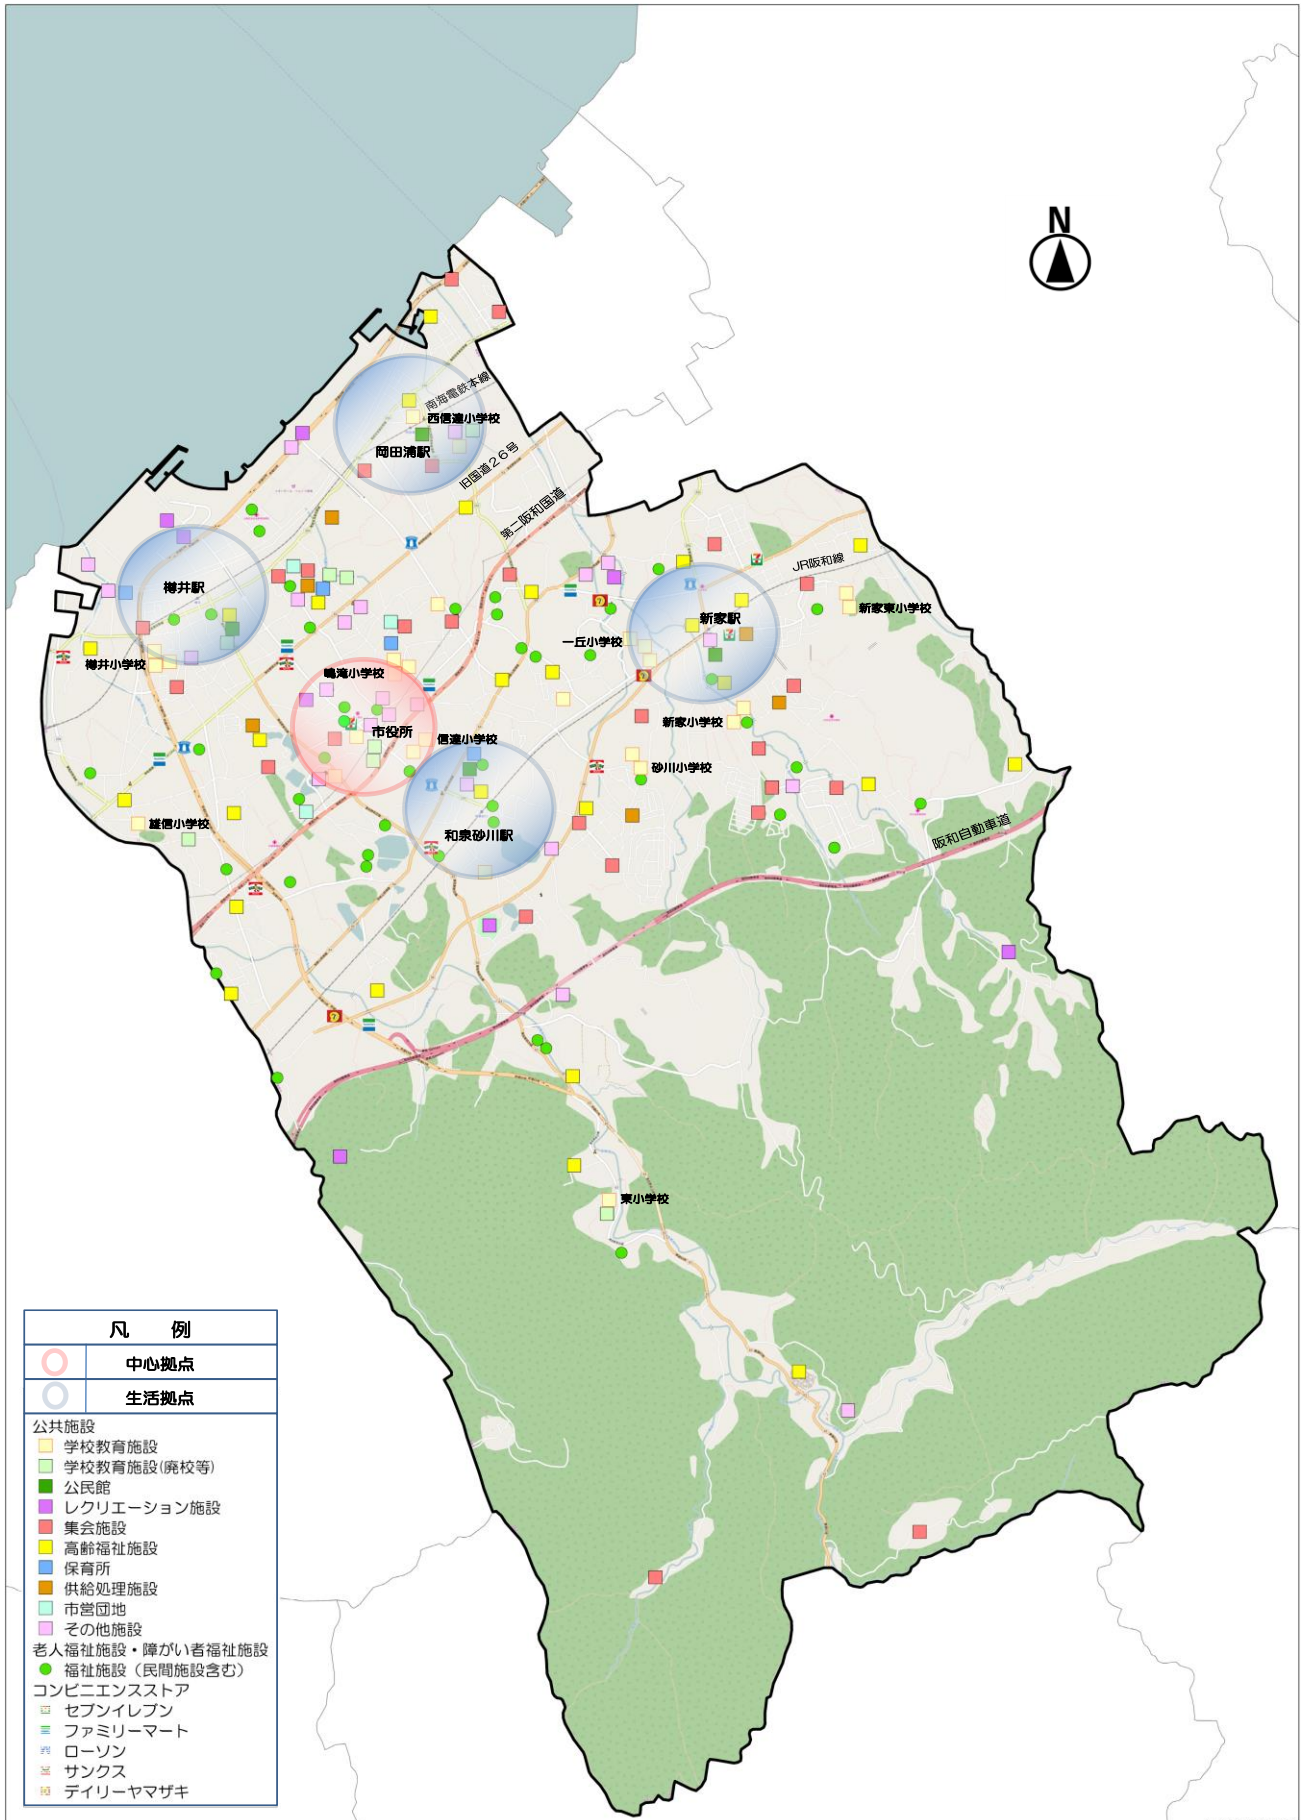 N
南海電鉄本線
西信達小学校
岡田浦駅
旧国道26号
第二阪和国道
JR阪和線
樽井駅
新家駅
新家東小学校
一丘小学校
樽井小学校
鳴滝小学校
市役所
信達小学校
新家小学校
砂川小学校
雄信小学校
和泉砂川駅
阪和自動車道
東小学校
凡 例
中心拠点
生活拠点
公共施設
学校教育施設
学校教育施設(廃校等)
公民館
レクリエーション施設
集会施設
高齢福祉施設
保育所
供給処理施設
市営団地
その他施設
老人福祉施設・障がい者福祉施設
福祉施設（民間施設含む）
コンビニエンスストア
セブンイレブン
ファミリーマート
ローソン
サンクス
デイリーヤマザキ